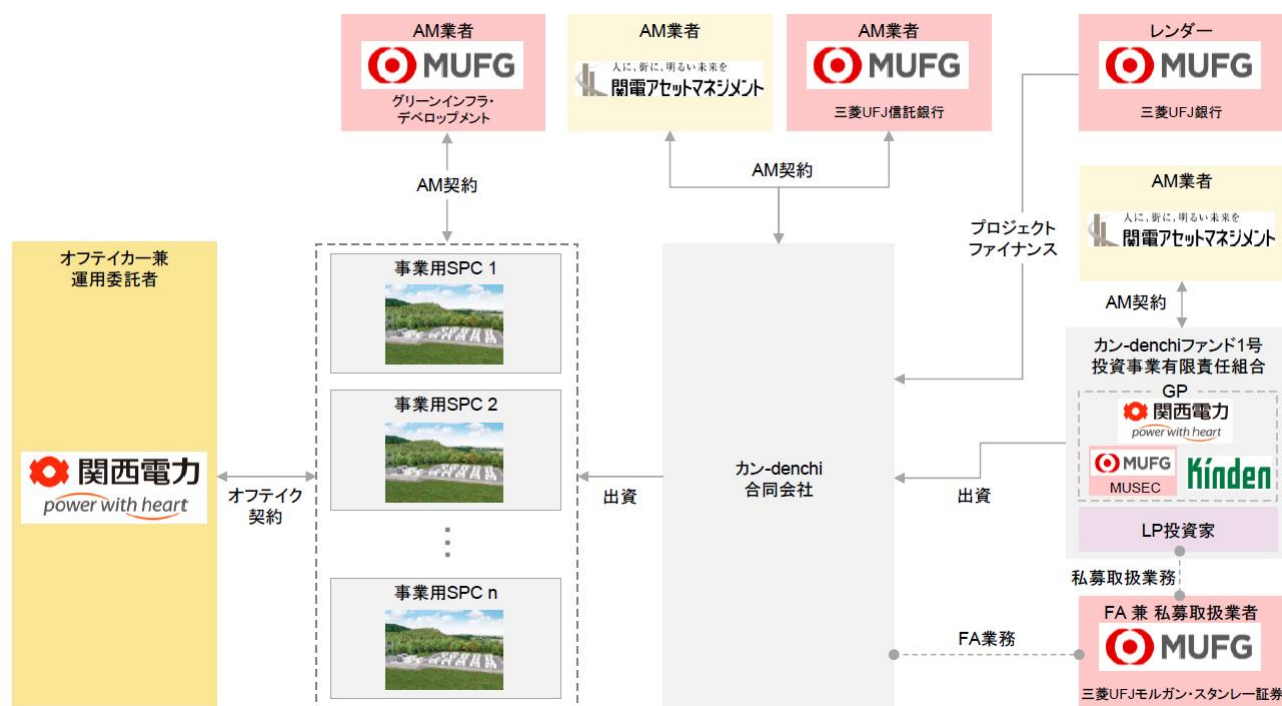 AM業者
MUFG
グリーンインフラ・
デベロップメント
AM業者
人に、街に、明るい未来を
関電アセットマネジメント
AM業者
MUFG
三菱UFJ信託銀行
レンダー
MUFG
三菱UFJ銀行
AM契約
AM契約
プロジェクト
ファイナンス
AM業者
人に、街に、明るい未来を
関電アセットマネジメント
AM契約
オフテイカー兼
運用委託者
関西電力
power with heart
オフテイク
契約
事業用SPC 1
事業用SPC 2
事業用SPC n
出資
カン-denchi
合同会社
出資
カン-denchiファンド1号
投資事業有限責任組合
GP
関西電力
power with heart
MUFG
MUSEC
Kinden
LP投資家
私募取扱業務
FA業務
FA 兼 私募取扱業者
MUFG
三菱UFJモルガン・スタンレー証券